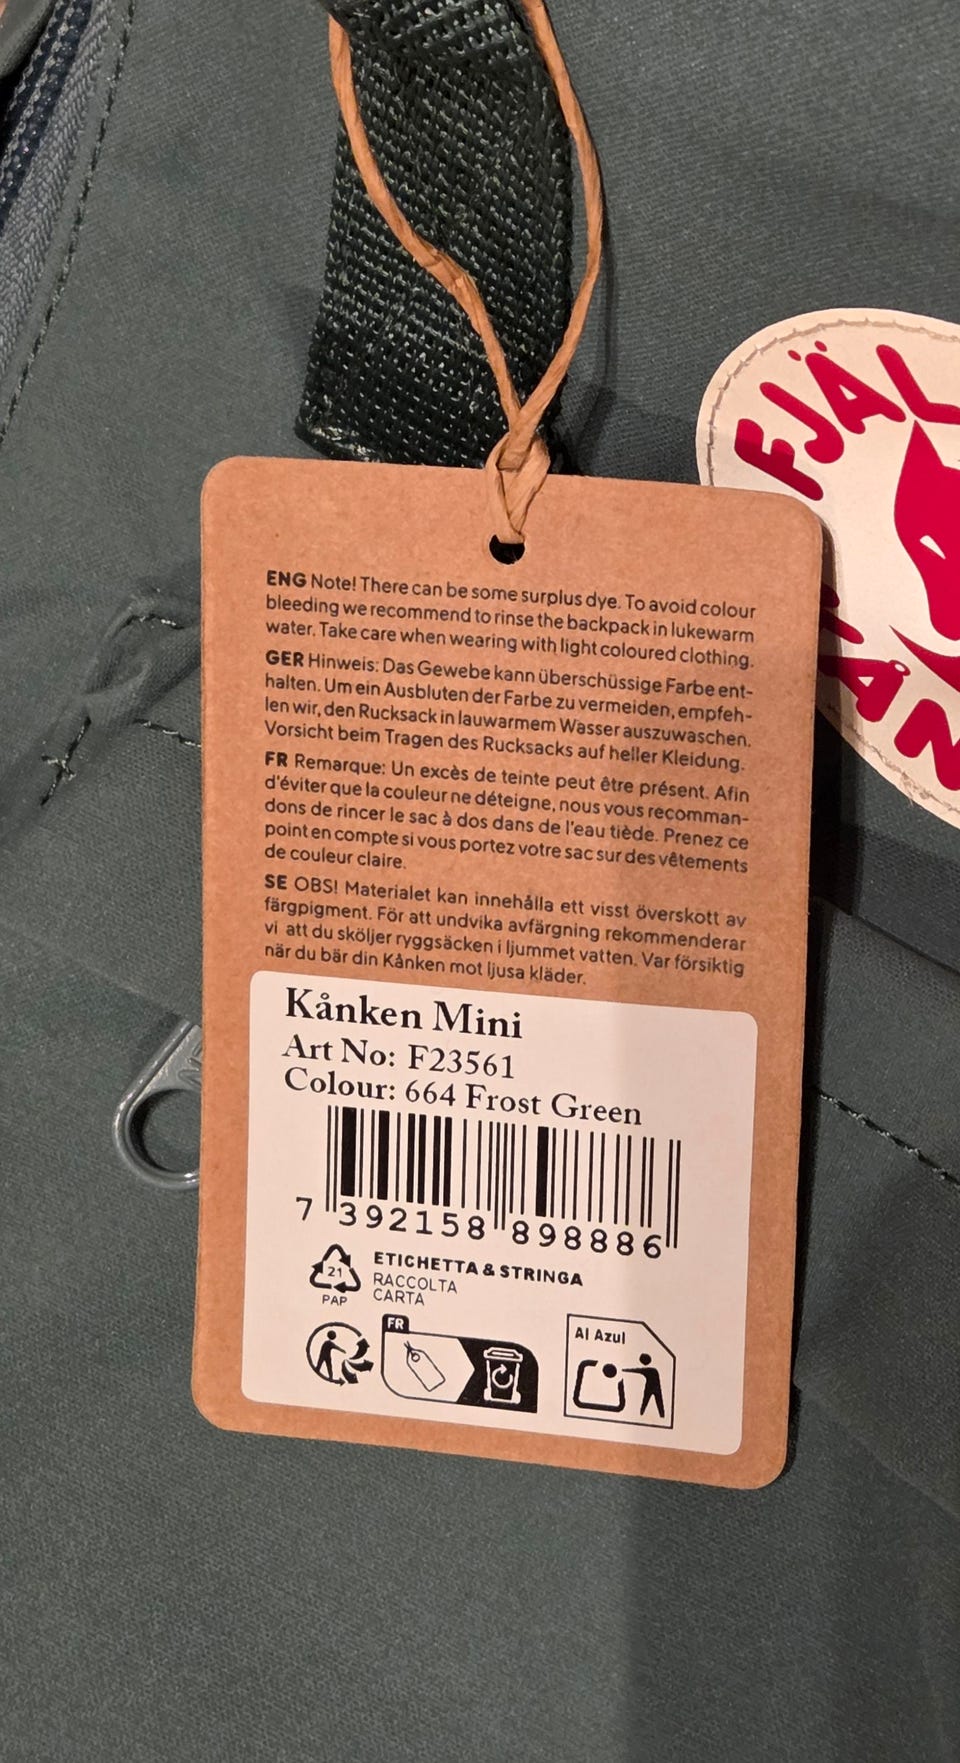 FJÄL
ÅN
ENG Note! There can be some surplus dye. To avoid colour
bleeding we recommend to rinse the backpack in lukewarm
water. Take care when wearing with light coloured clothing.
GER Hinweis: Das Gewebe kann überschüssige Farbe ent-
halten. Um ein Ausbluten der Farbe zu vermeiden, empfeh-
len wir, den Rucksack in lauwarmem Wasser auszuwaschen.
Vorsicht beim Tragen des Rucksacks auf heller Kleidung.
FR Remarque: Un excès de teinte peut être présent. Afin
d'éviter que la couleur ne déteigne, nous vous recomman-
dons de rincer le sac à dos dans de l'eau tiède. Prenez ce
point en compte si vous portez votre sac sur des vêtements
de couleur claire.
SE OBS! Materialet kan innehålla ett visst överskott av
färgpigment. För att undvika avfärgning rekommenderar
vi att du sköljer ryggsäcken i ljummet vatten. Var försiktig
när du bär din Kånken mot ljusa kläder.
Kånken Mini
Art No: F23561
Colour: 664 Frost Green
7 392158 898886
21
PAP
ETICHETTA & STRINGA
RACCOLTA
CARTA
FR
Al Azul